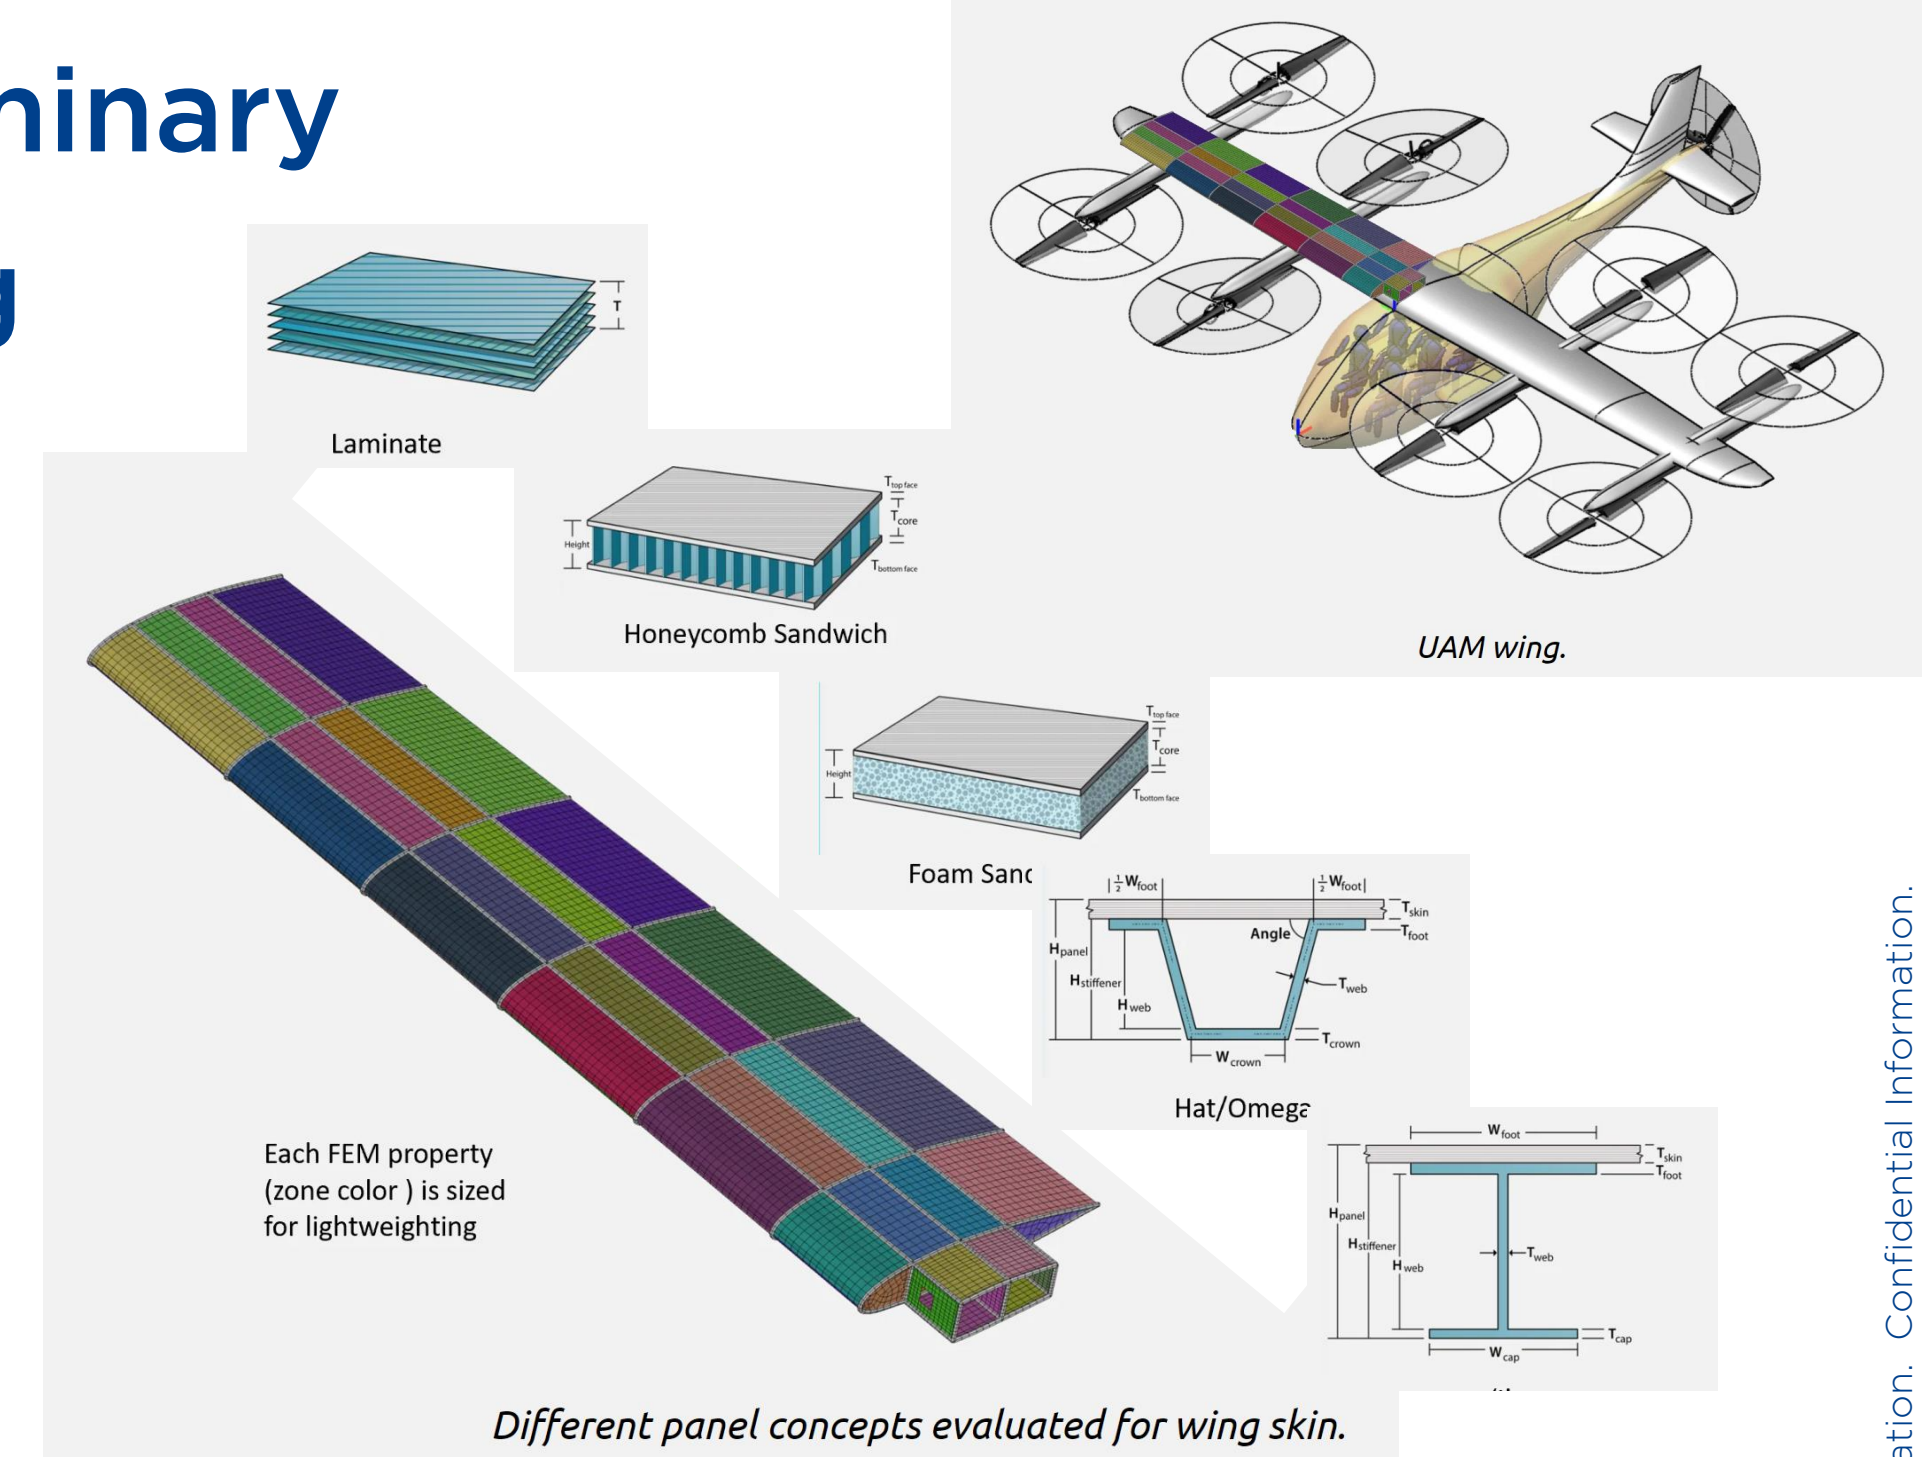 T
Laminate
T top face
T core
Height
T bottom face
Honeycomb Sandwich
UAM wing.
T top face
T core
Height
T bottom face
Foam
½ W foot
½ W foot
T skin
Angle
T foot
H panel
H stiffener
T web
H web
T crown
W crown
Hat/Omega
W foot
T skin
T foot
H panel
H stiffener
T web
H web
T cap
W cap
Each FEM property
(zone color ) is sized
for lightweighting
Different panel concepts evaluated for wing skin.
Confidential Information.